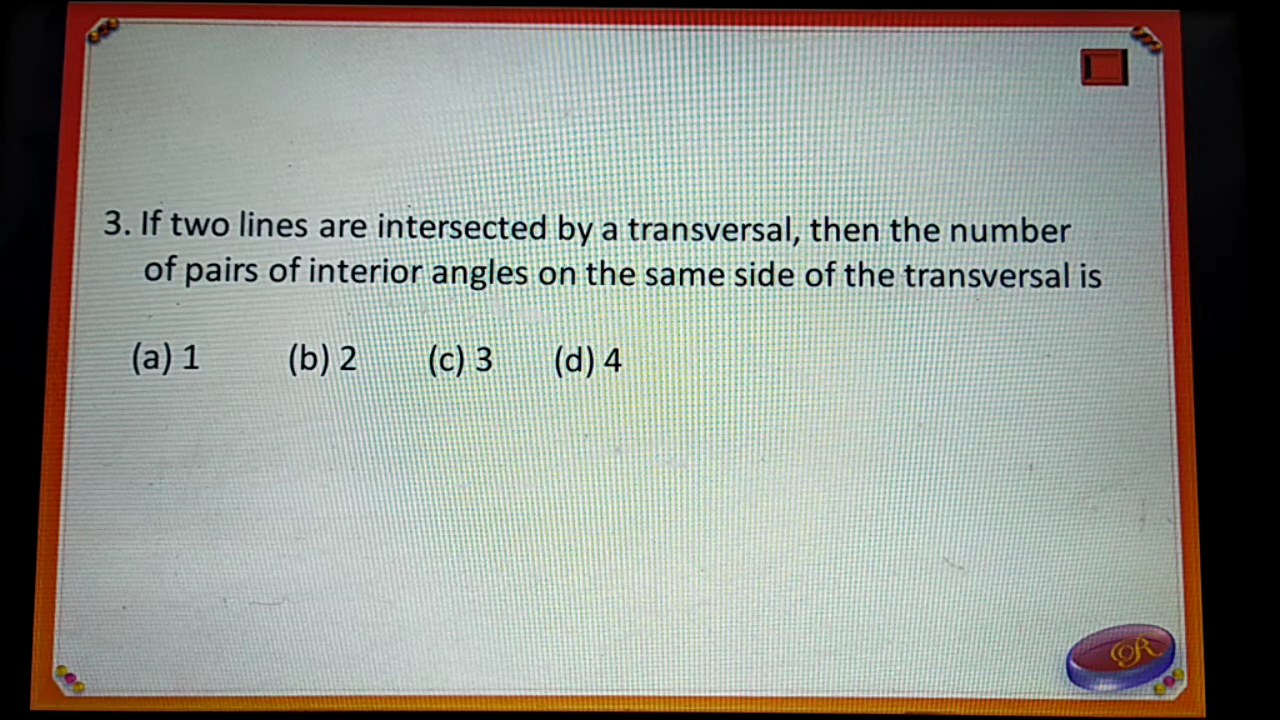 3. If two lines are intersected by a transversal, then the number
of pairs of interior angles on the same side of the transversal is
(a) 1 (b) 2 (c) 3 (d) 4
R